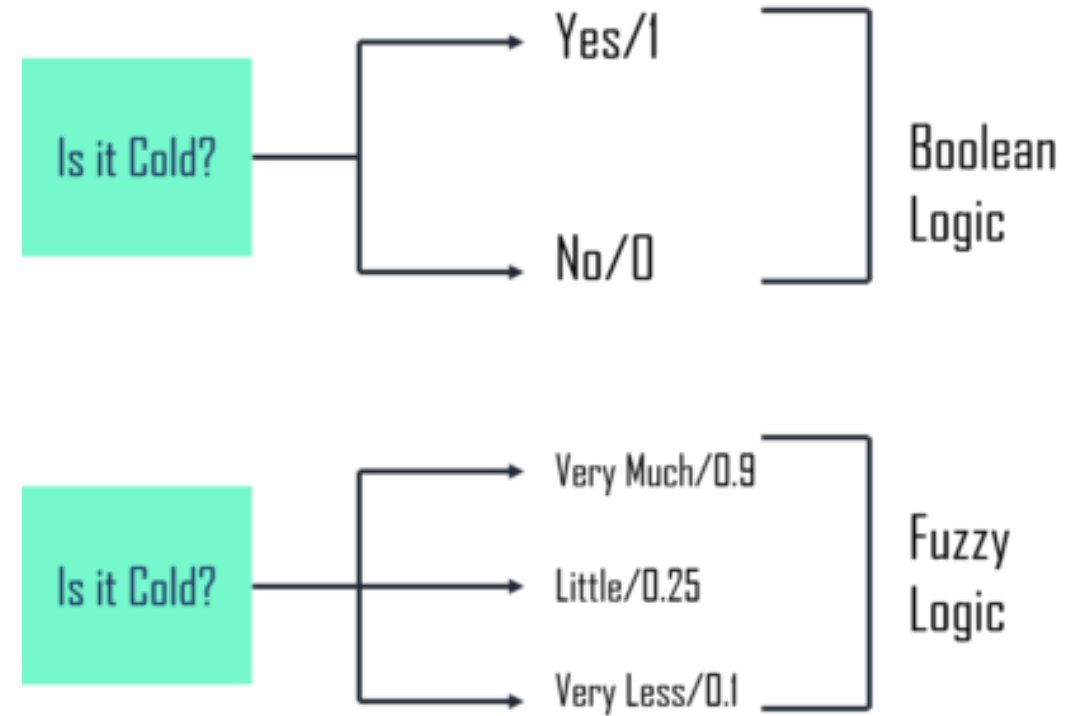 Yes/1
Is it Cold?
Boolean
Logic
No/0
Very Much/0.9
Is it Cold?
Little/0.25
Fuzzy
Logic
Very Less/0.1